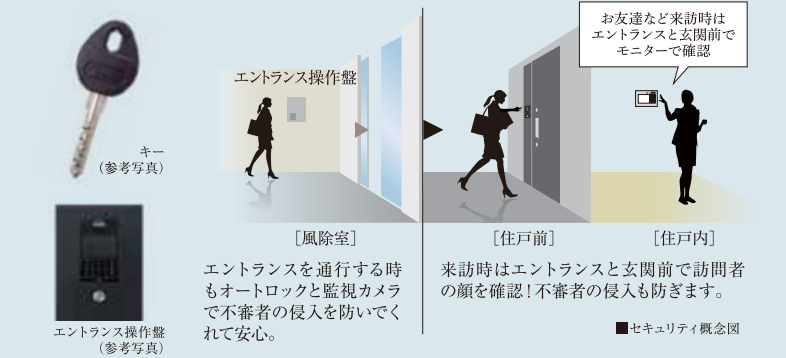 キー
（参考写真）
エントランス操作盤
（参考写真）
エントランス操作盤
お友達など来訪時は
エントランスと玄関前で
モニターで確認
［風除室］
［住戸前］
［住戸内］
エントランスを通行する時
もオートロックと監視カメラ
で不審者の侵入を防いでく
れて安心。
来訪時はエントランスと玄関前で訪問者
の顔を確認！不審者の侵入も防ぎます。
■セキュリティ概念図